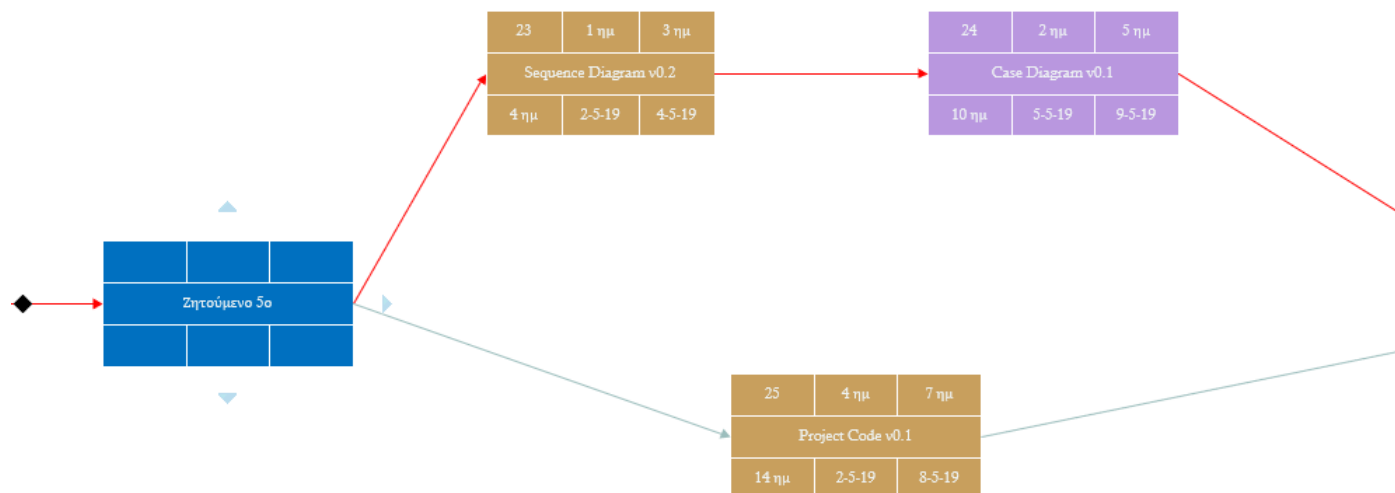 23 1 ημ 3 ημ
Sequence Diagram v0.2
4 ημ 2-5-19 4-5-19
24 2 ημ 5 ημ
Case Diagram v0.1
10 ημ 5-5-19 9-5-19
Ζητούμενο 5ο
25 4 ημ 7 ημ
Project Code v0.1
14 ημ 2-5-19 8-5-19